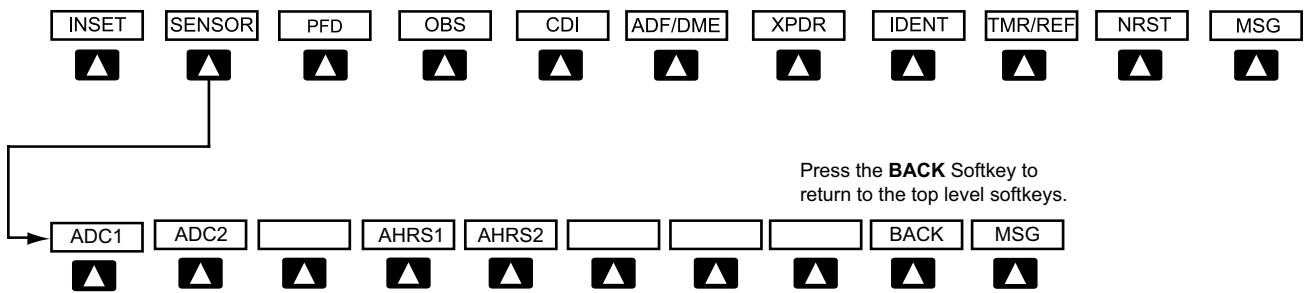 INSET SENSOR PFD OBS CDI ADF/DME XPDR IDENT TMR/REF NRST MSG
Press the BACK Softkey to
return to the top level softkeys.
ADC1 ADC2 AHRS1 AHRS2 BACK MSG